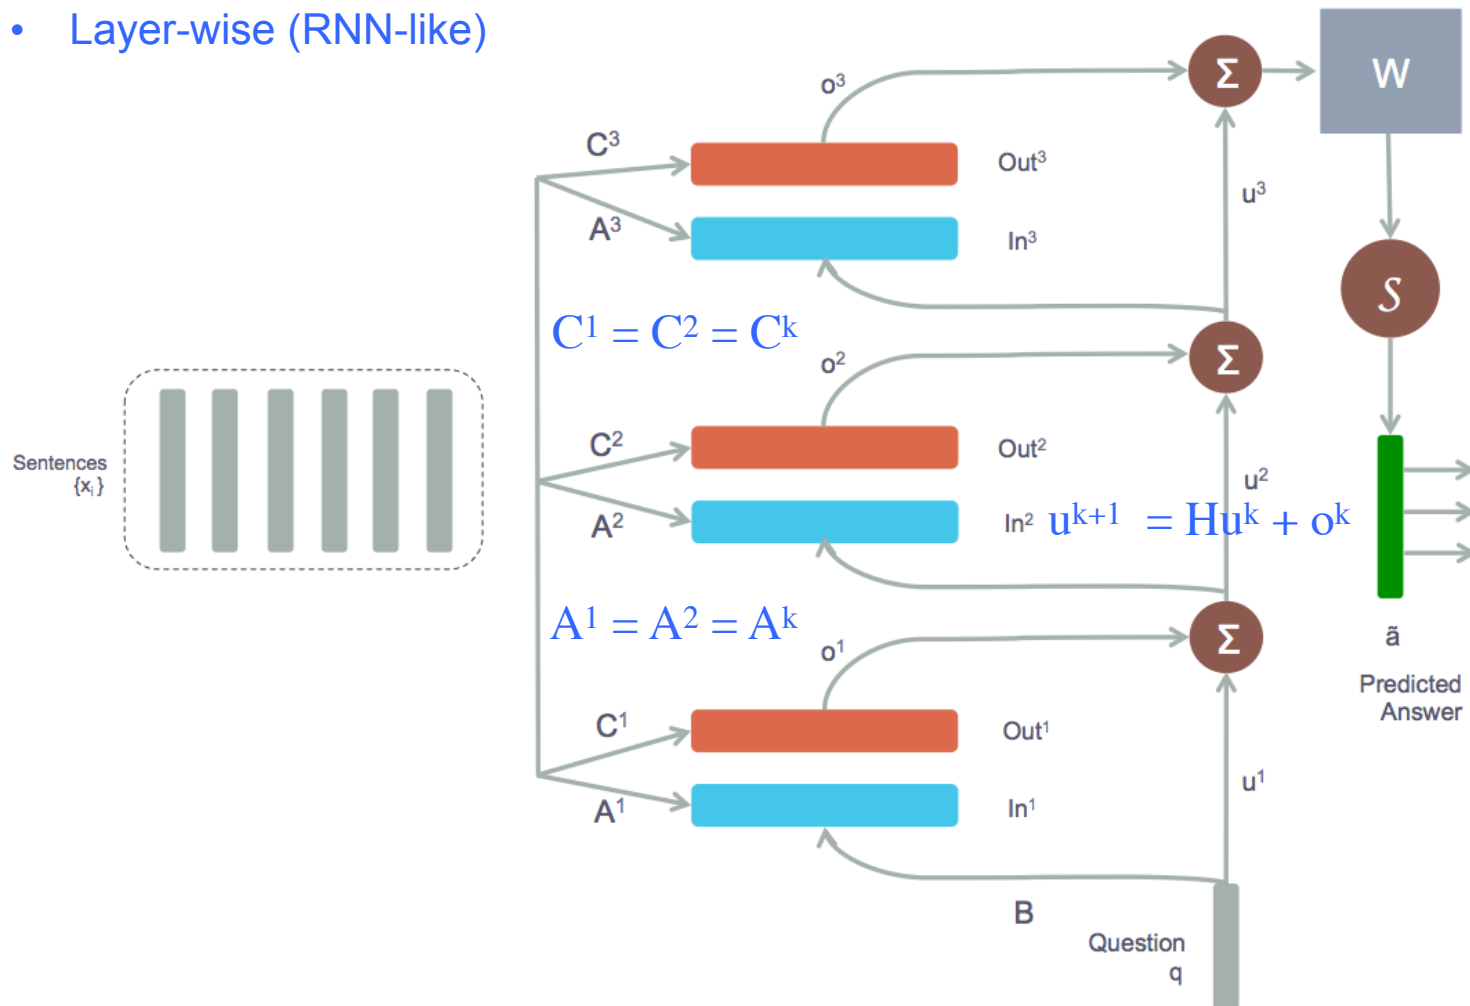 • Layer-wise (RNN-like)
Σ
W
o³
C³
Out³
u³
A³
In³
S
C¹ = C² = Cᵏ
Σ
o²
C²
Out²
Sentences
{xᵢ}
u²
A²
In²
uᵏ⁺¹ = Huᵏ + oᵏ
A¹ = A² = Aᵏ
Σ
o¹
ã
Predicted
Answer
C¹
Out¹
u¹
A¹
In¹
B
Question
q